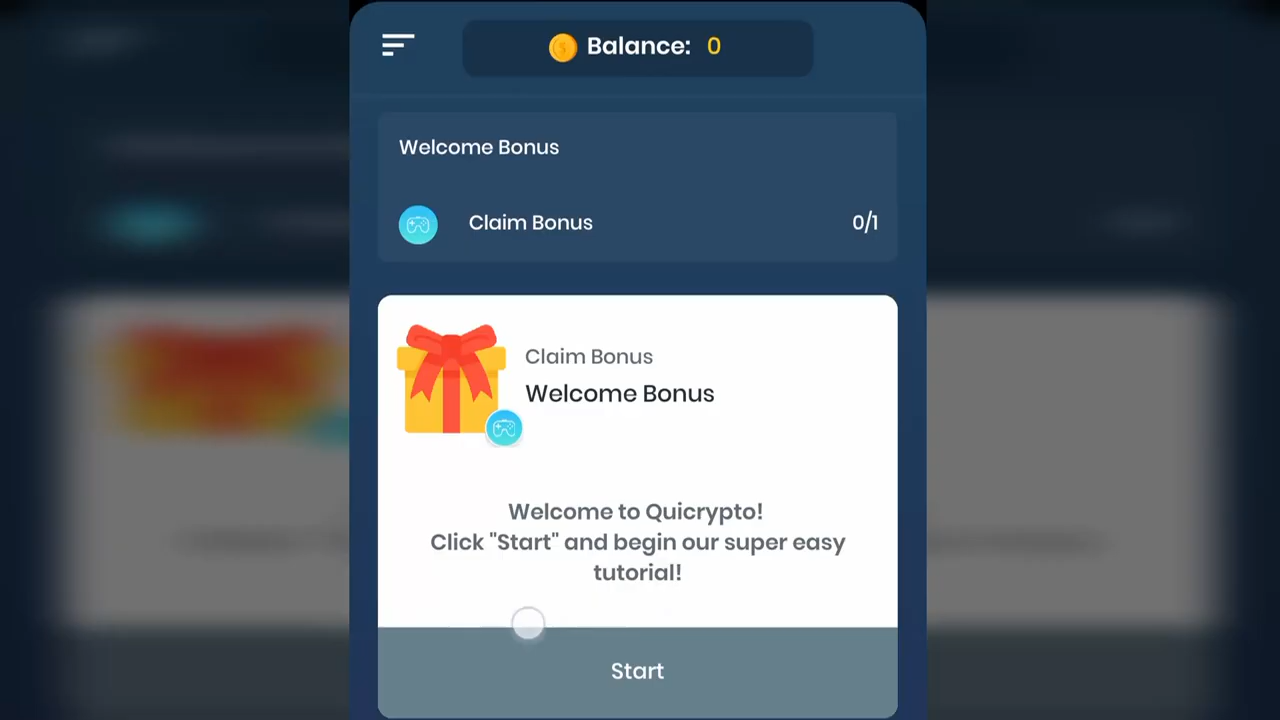 Balance: 0
Welcome Bonus
Claim Bonus 0/1
Claim Bonus
Welcome Bonus
Welcome to Quicrypto!
Click "Start" and begin our super easy
tutorial!
Start